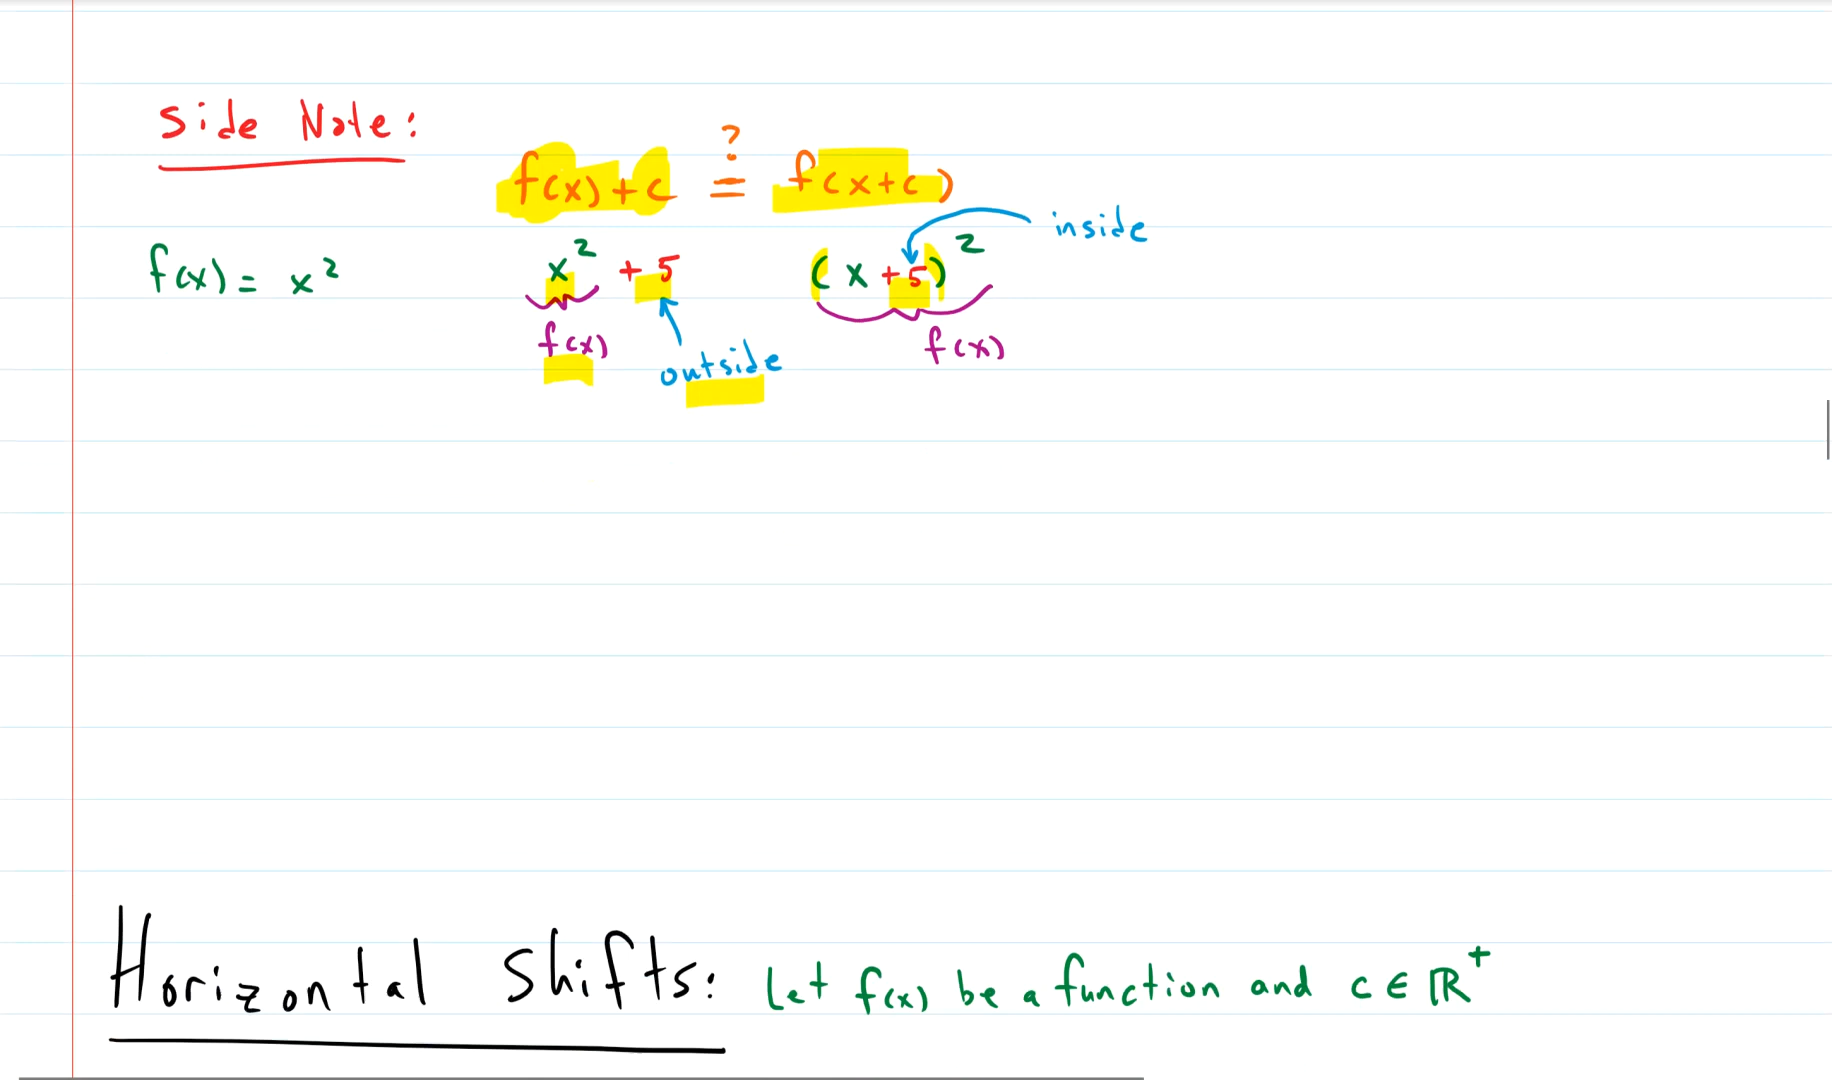 Side Note:
f(x) + c ?= f(x+c)
f(x) = x² x² + 5 (x + 5)² inside
f(x) outside f(x)
Horizontal Shifts: Let f(x) be a function and c ∈ ℝ⁺